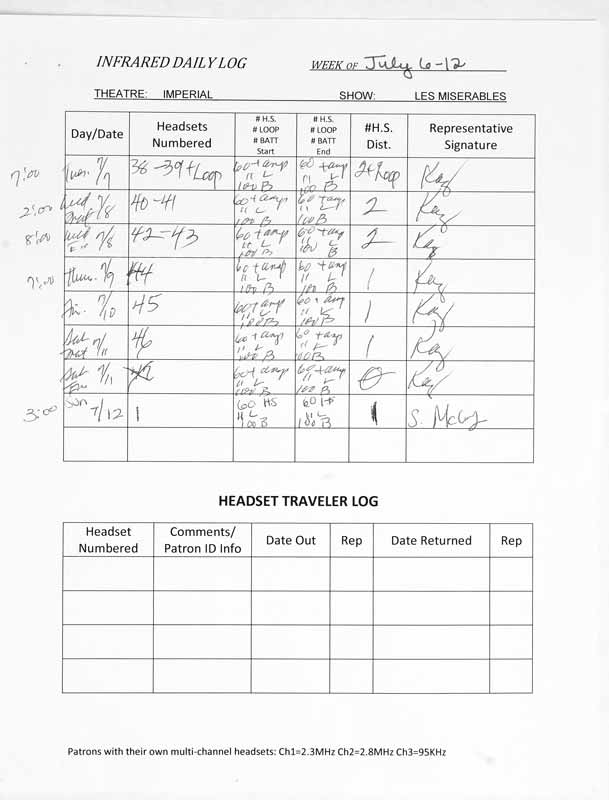 INFRARED DAILY LOG WEEK OF July 6-12
THEATRE: IMPERIAL SHOW: LES MISERABLES
Day/Date Headsets Numbered # H.S. # LOOP # BATT Start # H.S. # LOOP # BATT End #H.S. Dist. Representative Signature
7:00 Tues. 7/7 38-39+Loop 60+amp 11 L 100 B 60+amp 11 L 100 B 2+Loop Kay
2:00 Wed Mat 7/8 40-41 60+amp 11 L 100 B 60+amp 11 L 100 B 2 Kay
8:00 Wed Eve 7/8 42-43 60+amp 11 L 100 B 60+amp 11 L 100 B 2 Kay
7:00 Thur. 7/9 44 60+amp 11 L 100 B 60+amp 11 L 100 B 1 Kay
Fri. 7/10 45 60+amp 11 L 100 B 60+amp 11 L 100 B 1 Kay
Sat Mat 7/11 46 60+amp 11 L 100 B 60+amp 11 L 100 B 1 Kay
Sat Eve 7/11 60+amp 11 L 100 B 60+amp 11 L 100 B 0 Kay
3:00 Sun 7/12 1 60 HS 11 L 100 B 60 HS 11 L 100 B 1 S. McCoy
HEADSET TRAVELER LOG
Headset Numbered Comments/ Patron ID Info Date Out Rep Date Returned Rep
Patrons with their own multi-channel headsets: Ch1=2.3MHz Ch2=2.8MHz Ch3=95KHz